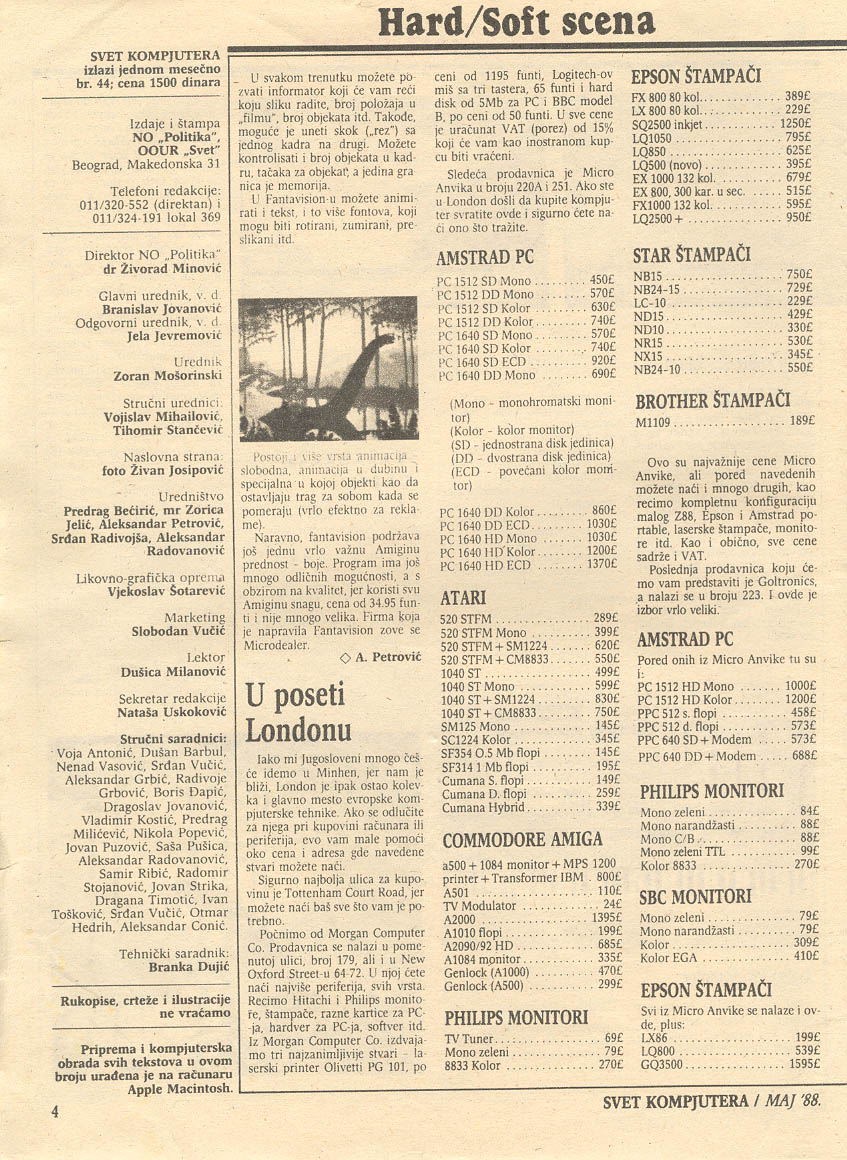 Hard/Soft scena
SVET KOMPJUTERA
izlazi jednom mesečno
br. 44; cena 1500 dinara
Izdaje i štampa
NO „Politika",
OOUR „Svet"
Beograd, Makedonska 31
Telefoni redakcije:
011/320-552 (direktan) i
011/324-191 lokal 369
Direktor NO „Politika"
dr Živorad Minović
Glavni urednik, v. d.
Branislav Jovanović
Odgovorni urednik, v. d.
Jela Jevremović
Urednik
Zoran Mošorinski
Stručni urednici:
Vojislav Mihailović,
Tihomir Stančević
Naslovna strana:
foto Živan Josipović
Uredništvo
Predrag Bećirić, mr Zorica
Jelić, Aleksandar Petrović,
Srđan Radivojša, Aleksandar
Radovanović
Likovno-grafička oprema
Vjekoslav Šotarević
Marketing
Slobodan Vučić
Lektor
Dušica Milanović
Sekretar redakcije
Nataša Uskoković
Stručni saradnici:
Voja Antonić, Dušan Barbul,
Nenad Vasović, Srđan Vučić,
Aleksandar Grbić, Radivoje
Grbović, Boris Đapić,
Dragoslav Jovanović,
Vladimir Kostić, Predrag
Milićević, Nikola Popević,
Jovan Puzović, Saša Pušica,
Aleksandar Radovanović,
Samir Ribić, Radomir
Stojanović, Jovan Strika,
Dragana Timotić, Ivan
Tošković, Srđan Vučić, Otmar
Hedrih, Aleksandar Conić.
Tehnički saradnik:
Branka Dujić
Rukopise, crteže i ilustracije
ne vraćamo
Priprema i kompjuterska
obrada svih tekstova u ovom
broju urađena je na računaru
Apple Macintosh.
U svakom trenutku možete po-
zvati informator koji će vam reći
koju sliku radite, broj položaja u
„filmu", broj objekata itd. Takođe,
moguće je uneti skok („rez") sa
jednog kadra na drugi. Možete
kontrolisati i broj objekata u kad-
ru, tačaka za objekat, a jedina gra-
nica je memorija.
U Fantavision-u možete animi-
rati i tekst, i to više fontova, koji
mogu biti rotirani, zumirani, pre-
slikani itd.
Postoji i više vrsta animacija –
slobodna, animacija u dubinu i
specijalna u kojoj objekti kao da
ostavljaju trag za sobom kada se
pomeraju (vrlo efektno za rekla-
me).
Naravno, fantavision podržava
još jednu vrlo važnu Amiginu
prednost - boje. Program ima još
mnogo odličnih mogućnosti, a s
obzirom na kvalitet, jer koristi svu
Amiginu snagu, cena od 34.95 fun-
ti i nije mnogo velika. Firma koja
je napravila Fantavision zove se
Microdealer.
◇ A. Petrović
U poseti
Londonu
Iako mi Jugosloveni mnogo češ-
će idemo u Minhen, jer nam je
bliži, London je ipak ostao kolev-
ka i glavno mesto evropske kom-
pjuterske tehnike. Ako se odlučite
za njega pri kupovini računara ili
periferija, evo vam male pomoći
oko cena i adresa gde navedene
stvari možete naći.
Sigurno najbolja ulica za kupo-
vinu je Tottenham Court Road, jer
možete naći baš sve što vam je po-
trebno.
Počnimo od Morgan Computer
Co. Prodavnica se nalazi u pome-
nutoj ulici, broj 179, ali i u New
Oxford Street-u 64-72. U njoj ćete
naći najviše periferija, svih vrsta.
Recimo Hitachi i Philips monito-
re, štampače, razne kartice za PC-
-ja, hardver za PC-ja, softver itd.
Iz Morgan Computer Co. izdvaja-
mo tri najzanimljivije stvari – la-
serski printer Olivetti PG 101, po
ceni od 1195 funti, Logitech-ov
miš sa tri tastera, 65 funti i hard
disk od 5Mb za PC i BBC model
B, po ceni od 50 funti. U sve cene
je uračunat VAT (porez) od 15%
koji će vam kao inostranom kup-
cu biti vraćeni.
Sledeća prodavnica je Micro
Anvika u broju 220A i 251. Ako ste
u London došli da kupite kompju-
ter svratite ovde i sigurno ćete na-
ći ono što tražite.
AMSTRAD PC
PC 1512 SD Mono ......... 450£
PC 1512 DD Mono ........ 570£
PC 1512 SD Kolor ......... 630£
PC 1512 DD Kolor ......... 740£
PC 1640 SD Mono ......... 570£
PC 1640 SD Kolor ......... 740£
PC 1640 SD ECD .......... 920£
PC 1640 DD Mono ........ 690£
(Mono – monohromatski moni-
tor)
(Kolor – kolor monitor)
(SD – jednostrana disk jedinica)
(DD – dvostrana disk jedinica)
(ECD – povećani kolor moni-
tor)
PC 1640 DD Kolor ......... 860£
PC 1640 DD ECD......... 1030£
PC 1640 HD Mono ....... 1030£
PC 1640 HD Kolor ........ 1200£
PC 1640 HD ECD ........ 1370£
ATARI
520 STFM ................ 289£
520 STFM Mono ........... 399£
520 STFM + SM1224 ....... 620£
520 STFM + CM8833....... 550£
1040 ST .................. 499£
1040 ST Mono ............. 599£
1040 ST + SM1224 ......... 830£
1040 ST + CM8833......... 750£
SM125 Mono .............. 145£
SC1224 Kolor ............. 345£
SF354 0.5 Mb flopi ......... 145£
SF314 1 Mb flopi .......... 195£
Cumana S. flopi ........... 149£
Cumana D. flopi ........... 259£
Cumana Hybrid............ 339£
COMMODORE AMIGA
a500 + 1084 monitor + MPS 1200
printer + Transformer IBM . 800£
A501 .................... 110£
TV Modulator ............. 24£
A2000 .................. 1395£
A1010 flopi ............... 199£
A2090/92 HD ............. 685£
A1084 monitor ............ 335£
Genlock (A1000) .......... 470£
Genlock (A500) ........... 299£
PHILIPS MONITORI
TV Tuner................. 69£
Mono zeleni .............. 79£
8833 Kolor ............... 270£
EPSON ŠTAMPAČI
FX 800 80 kol.............. 389£
LX 800 80 kol.............. 229£
SQ2500 inkjet............. 1250£
LQ1050 .................. 795£
LQ850 ................... 625£
LQ500 (novo) ............. 395£
EX 1000 132 kol. .......... 679£
EX 800, 300 kar. u sec. ..... 515£
FX1000 132 kol. ........... 595£
LQ2500 + ................ 950£
STAR ŠTAMPAČI
NB15 .................... 750£
NB24-15 ................. 729£
LC-10 ................... 229£
ND15 ................... 429£
ND10 ................... 330£
NR15 .................... 530£
NX15 .................... 345£
NB24-10 ................. 550£
BROTHER ŠTAMPAČI
M1109 ................... 189£
Ovo su najvažnije cene Micro
Anvike, ali pored navedenih
možete naći i mnogo drugih, kao
recimo kompletnu konfiguraciju
malog Z88, Epson i Amstrad po-
rtable, laserske štampače, monito-
re itd. Kao i obično, sve cene
sadrže i VAT.
Poslednja prodavnica koju će-
mo vam predstaviti je Goltronics,
a nalazi se u broju 223. I ovde je
izbor vrlo veliki.
AMSTRAD PC
Pored onih iz Micro Anvike tu su
i:
PC 1512 HD Mono ....... 1000£
PC 1512 HD Kolor ........ 1200£
PPC 512 s. flopi ........... 458£
PPC 512 d. flopi ........... 573£
PPC 640 SD + Modem ..... 573£
PPC 640 DD + Modem ..... 688£
PHILIPS MONITORI
Mono zeleni .............. 84£
Mono narandžasti ......... 88£
Mono C/B ................ 88£
Mono zeleni TTL .......... 99£
Kolor 8833 ............... 270£
SBC MONITORI
Mono zeleni .............. 79£
Mono narandžasti ......... 79£
Kolor .................... 309£
Kolor EGA ............... 410£
EPSON ŠTAMPAČI
Svi iz Micro Anvike se nalaze i ov-
de, plus:
LX86 .................... 199£
LQ800 ................... 539£
GQ3500 ................. 1595£
4
SVET KOMPJUTERA / MAJ '88.